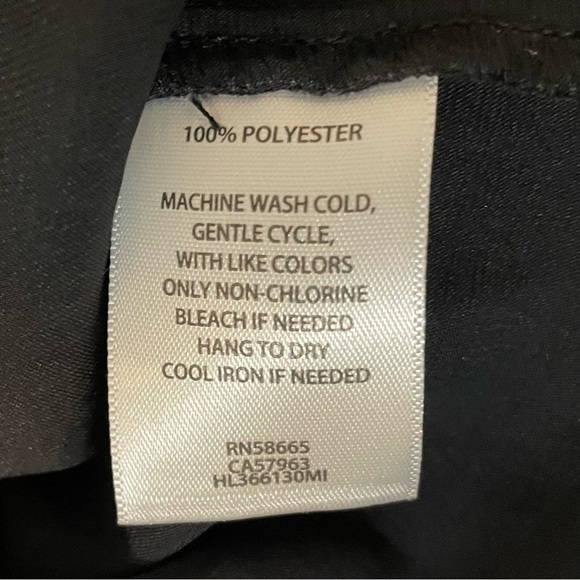 100% POLYESTER
MACHINE WASH COLD,
GENTLE CYCLE,
WITH LIKE COLORS
ONLY NON-CHLORINE
BLEACH IF NEEDED
HANG TO DRY
COOL IRON IF NEEDED
RN58665
CA57963
HL366130MI